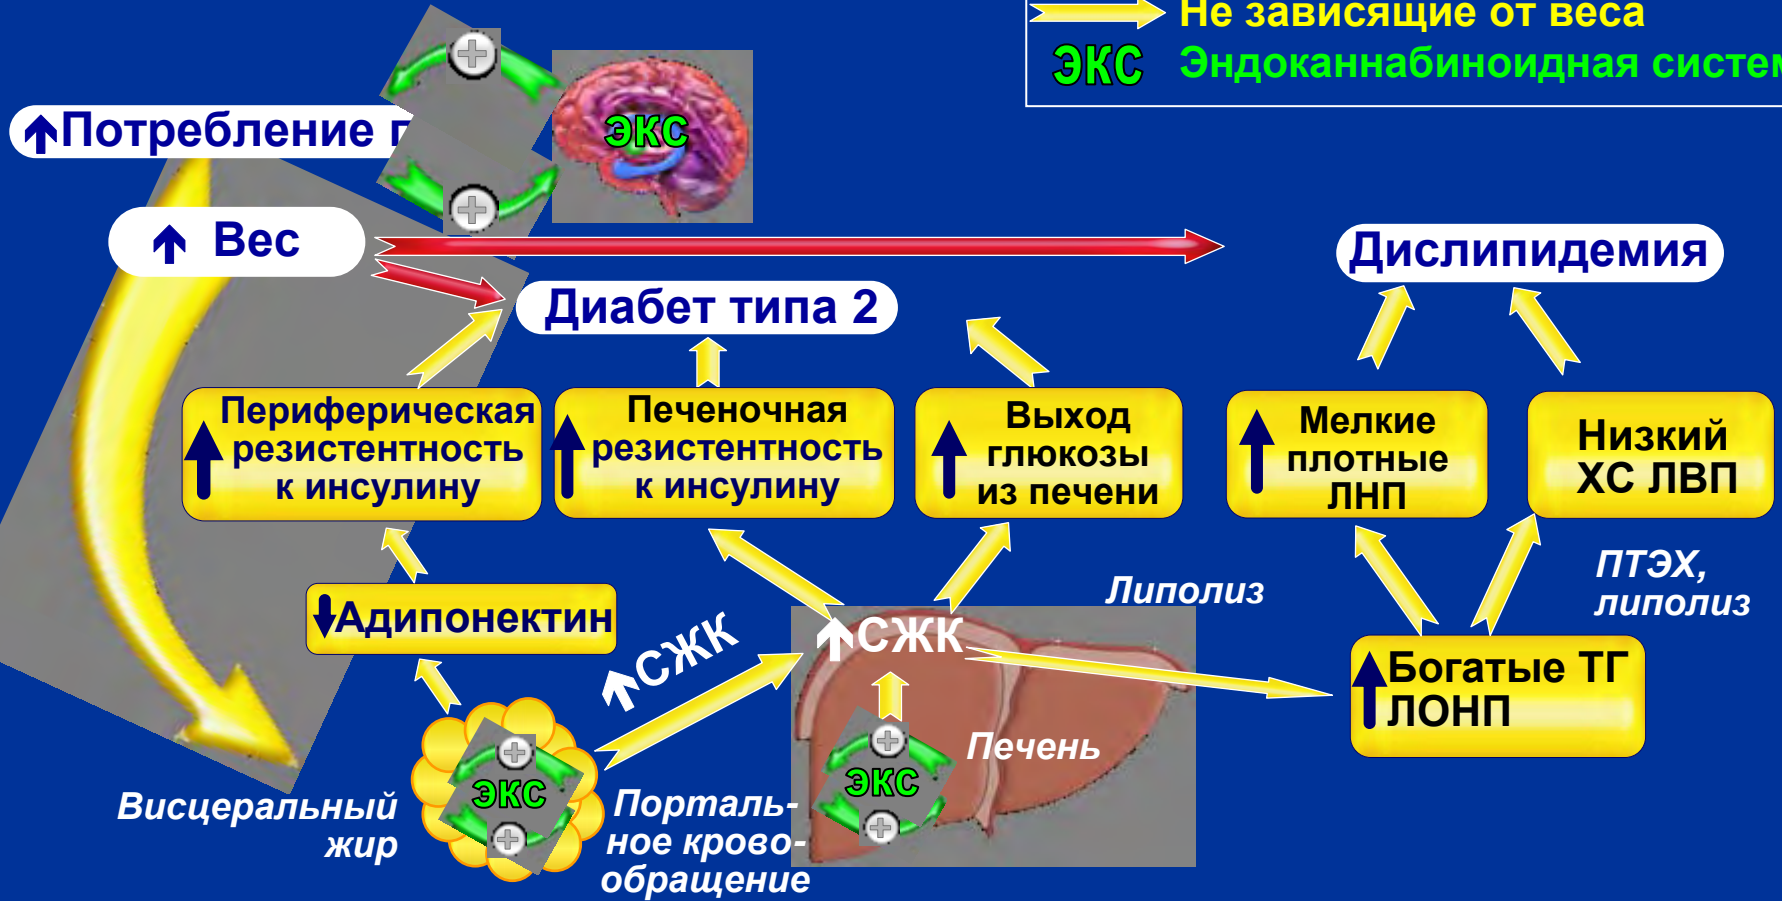 Не зависящие от веса
ЭКС Эндоканнабиноидная систем
Потребление
ЭКС
Вес
Дислипидемия
Диабет типа 2
Периферическая
резистентность
к инсулину
Печеночная
резистентность
к инсулину
Выход
глюкозы
из печени
Мелкие
плотные
ЛНП
Низкий
ХС ЛВП
Липолиз
ПТЭХ,
липолиз
Адипонектин
СЖК
СЖК
Богатые ТГ
ЛОНП
Печень
ЭКС
ЭКС
Висцеральный
жир
Порталь-
ное крово-
обращение